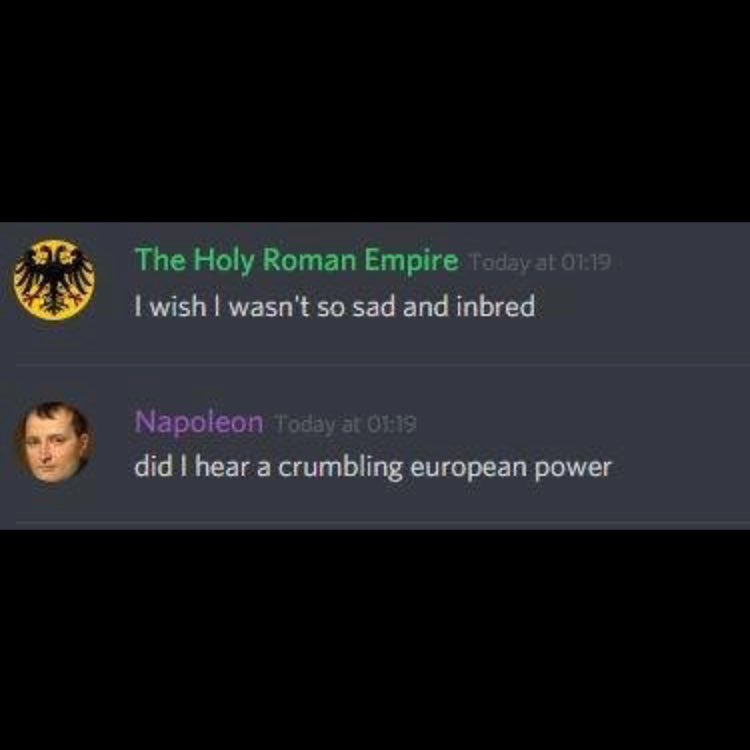 The Holy Roman Empire Today at 01:19
I wish I wasn't so sad and inbred
Napoleon Today at 01:19
did I hear a crumbling european power